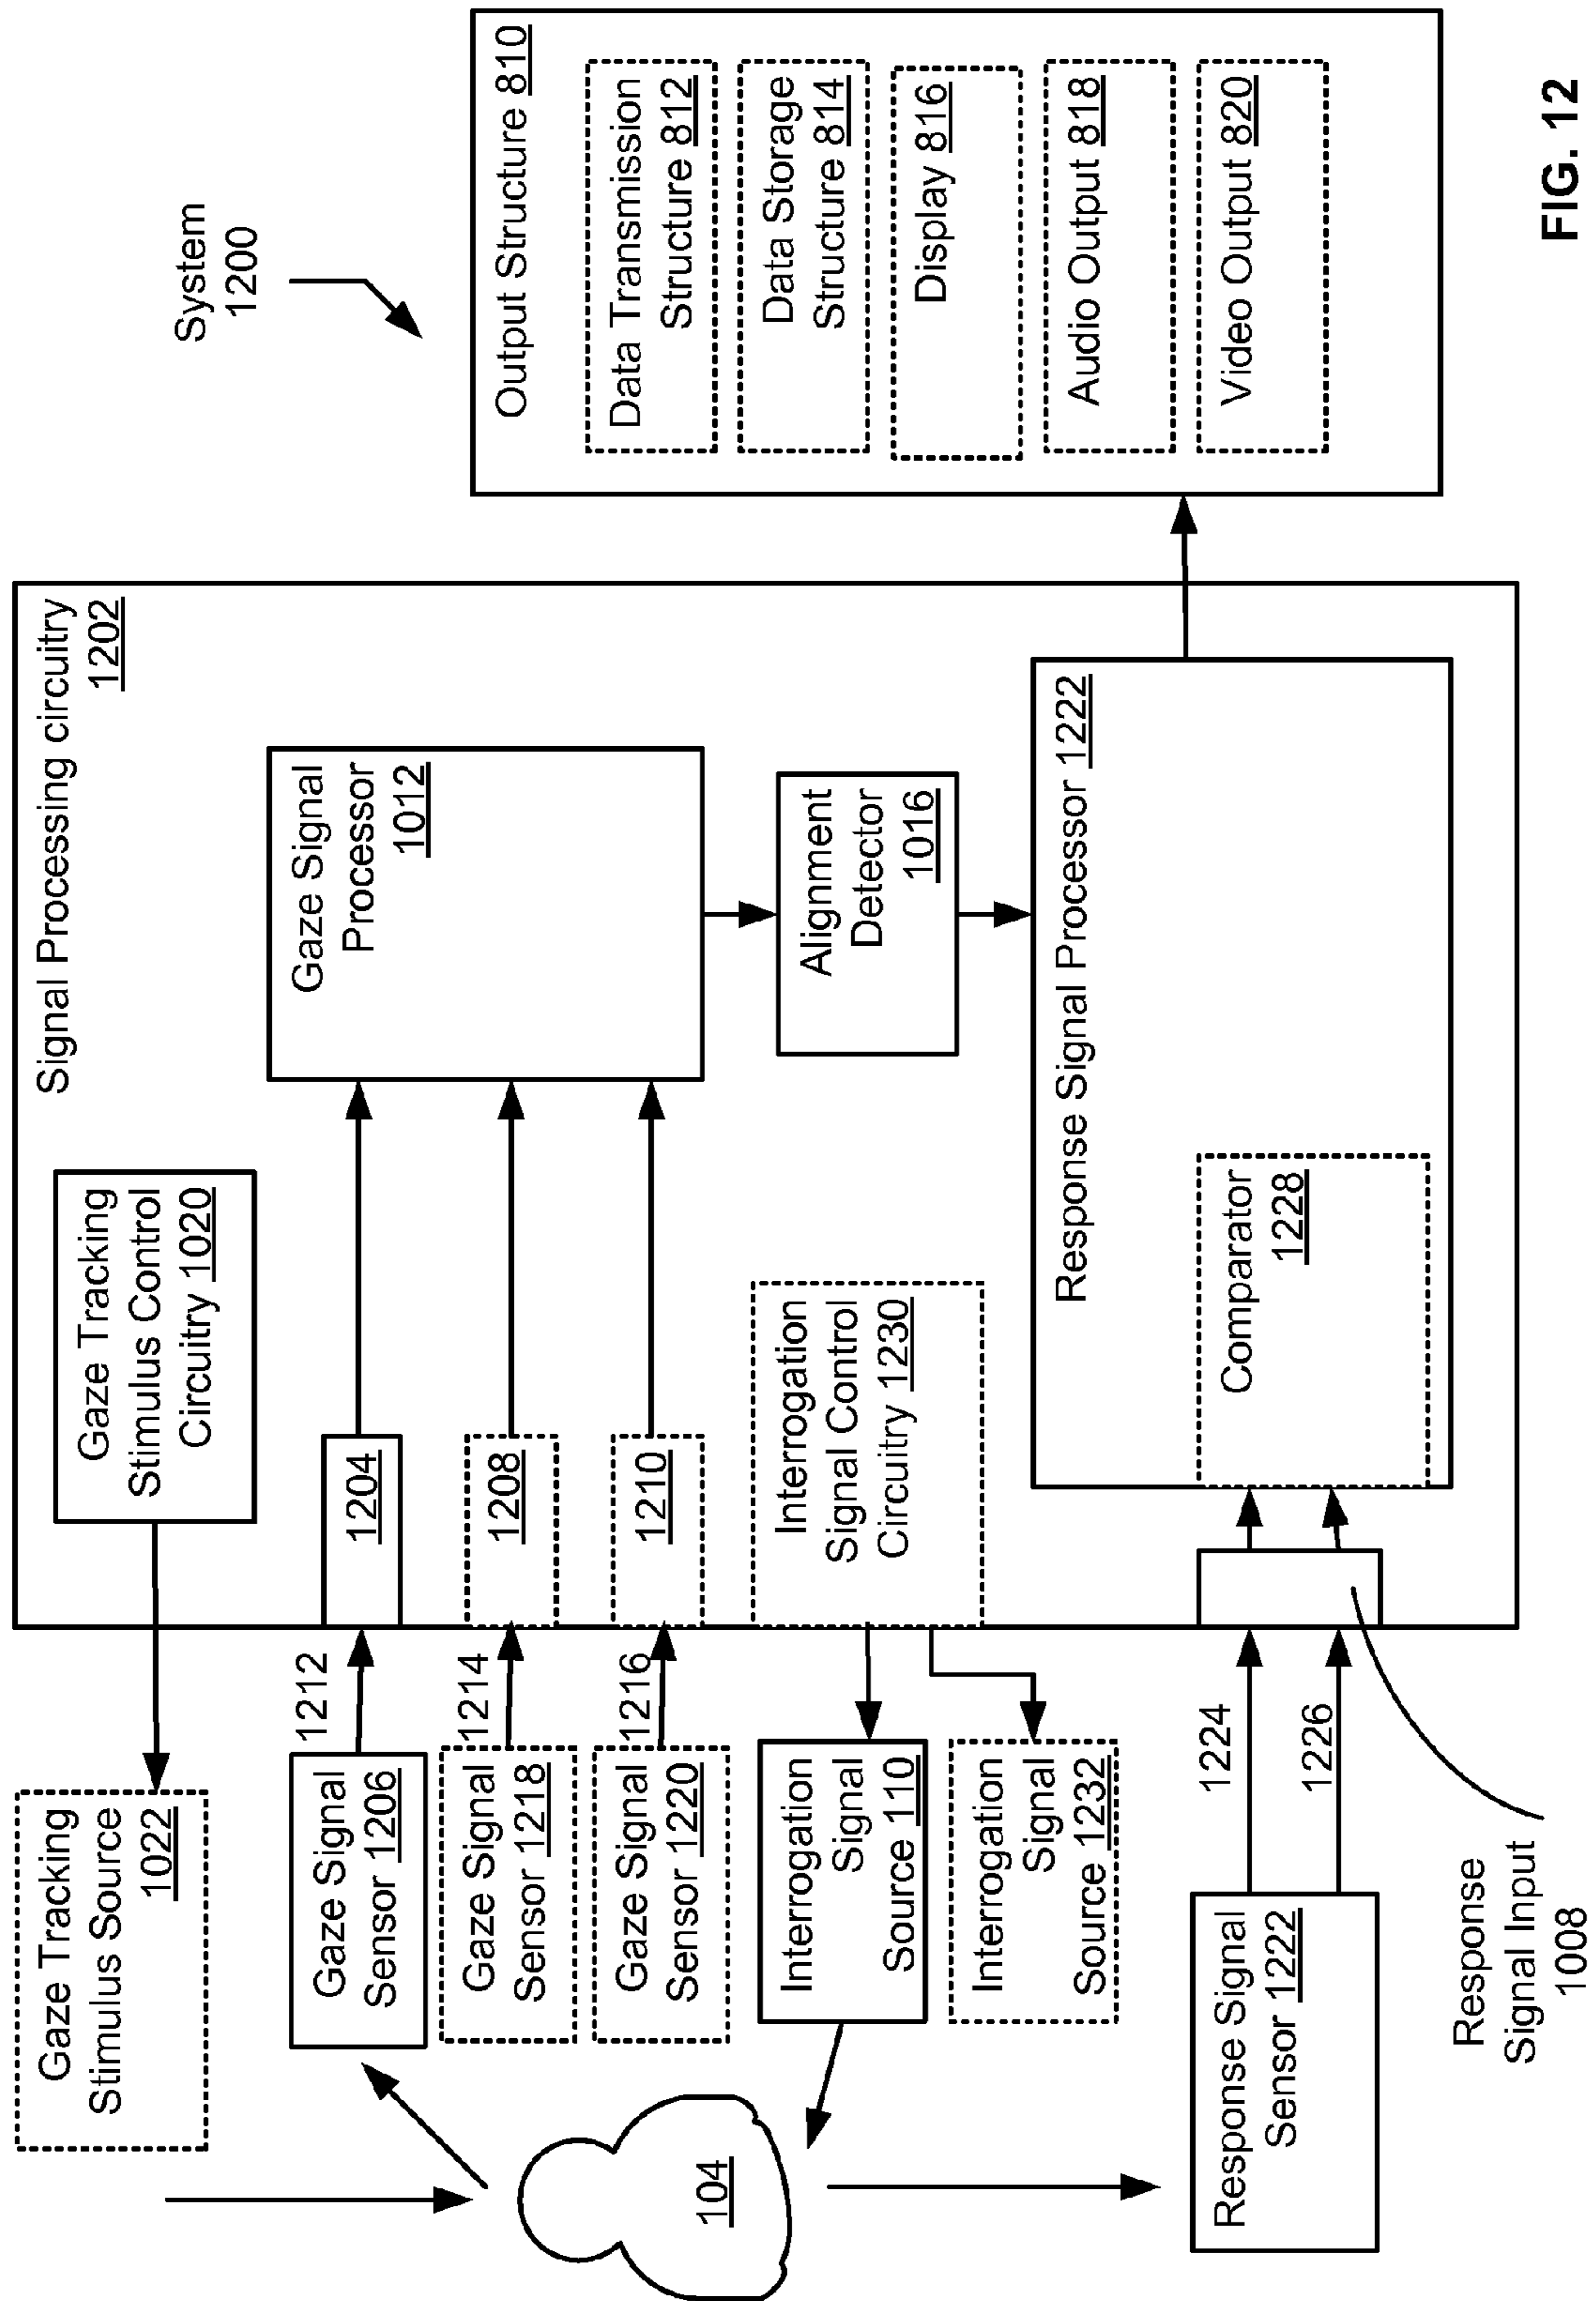 System
1200
Signal Processing circuitry
1202
Gaze Tracking
Stimulus Source
1022
Gaze Tracking
Stimulus Control
Circuitry 1020
Gaze Signal
Processor
1012
Gaze Signal
Sensor 1206
1212
1204
Gaze Signal
Sensor 1218
1214
1208
Gaze Signal
Sensor 1220
1216
1210
104
Interrogation
Signal
Source 110
Interrogation
Signal
Source 1232
Interrogation
Signal Control
Circuitry 1230
Alignment
Detector
1016
Response Signal Processor 1222
Comparator
1228
Response Signal
Sensor 1222
1224
1226
Response
Signal Input
1008
Output Structure 810
Data Transmission
Structure 812
Data Storage
Structure 814
Display 816
Audio Output 818
Video Output 820
FIG. 12